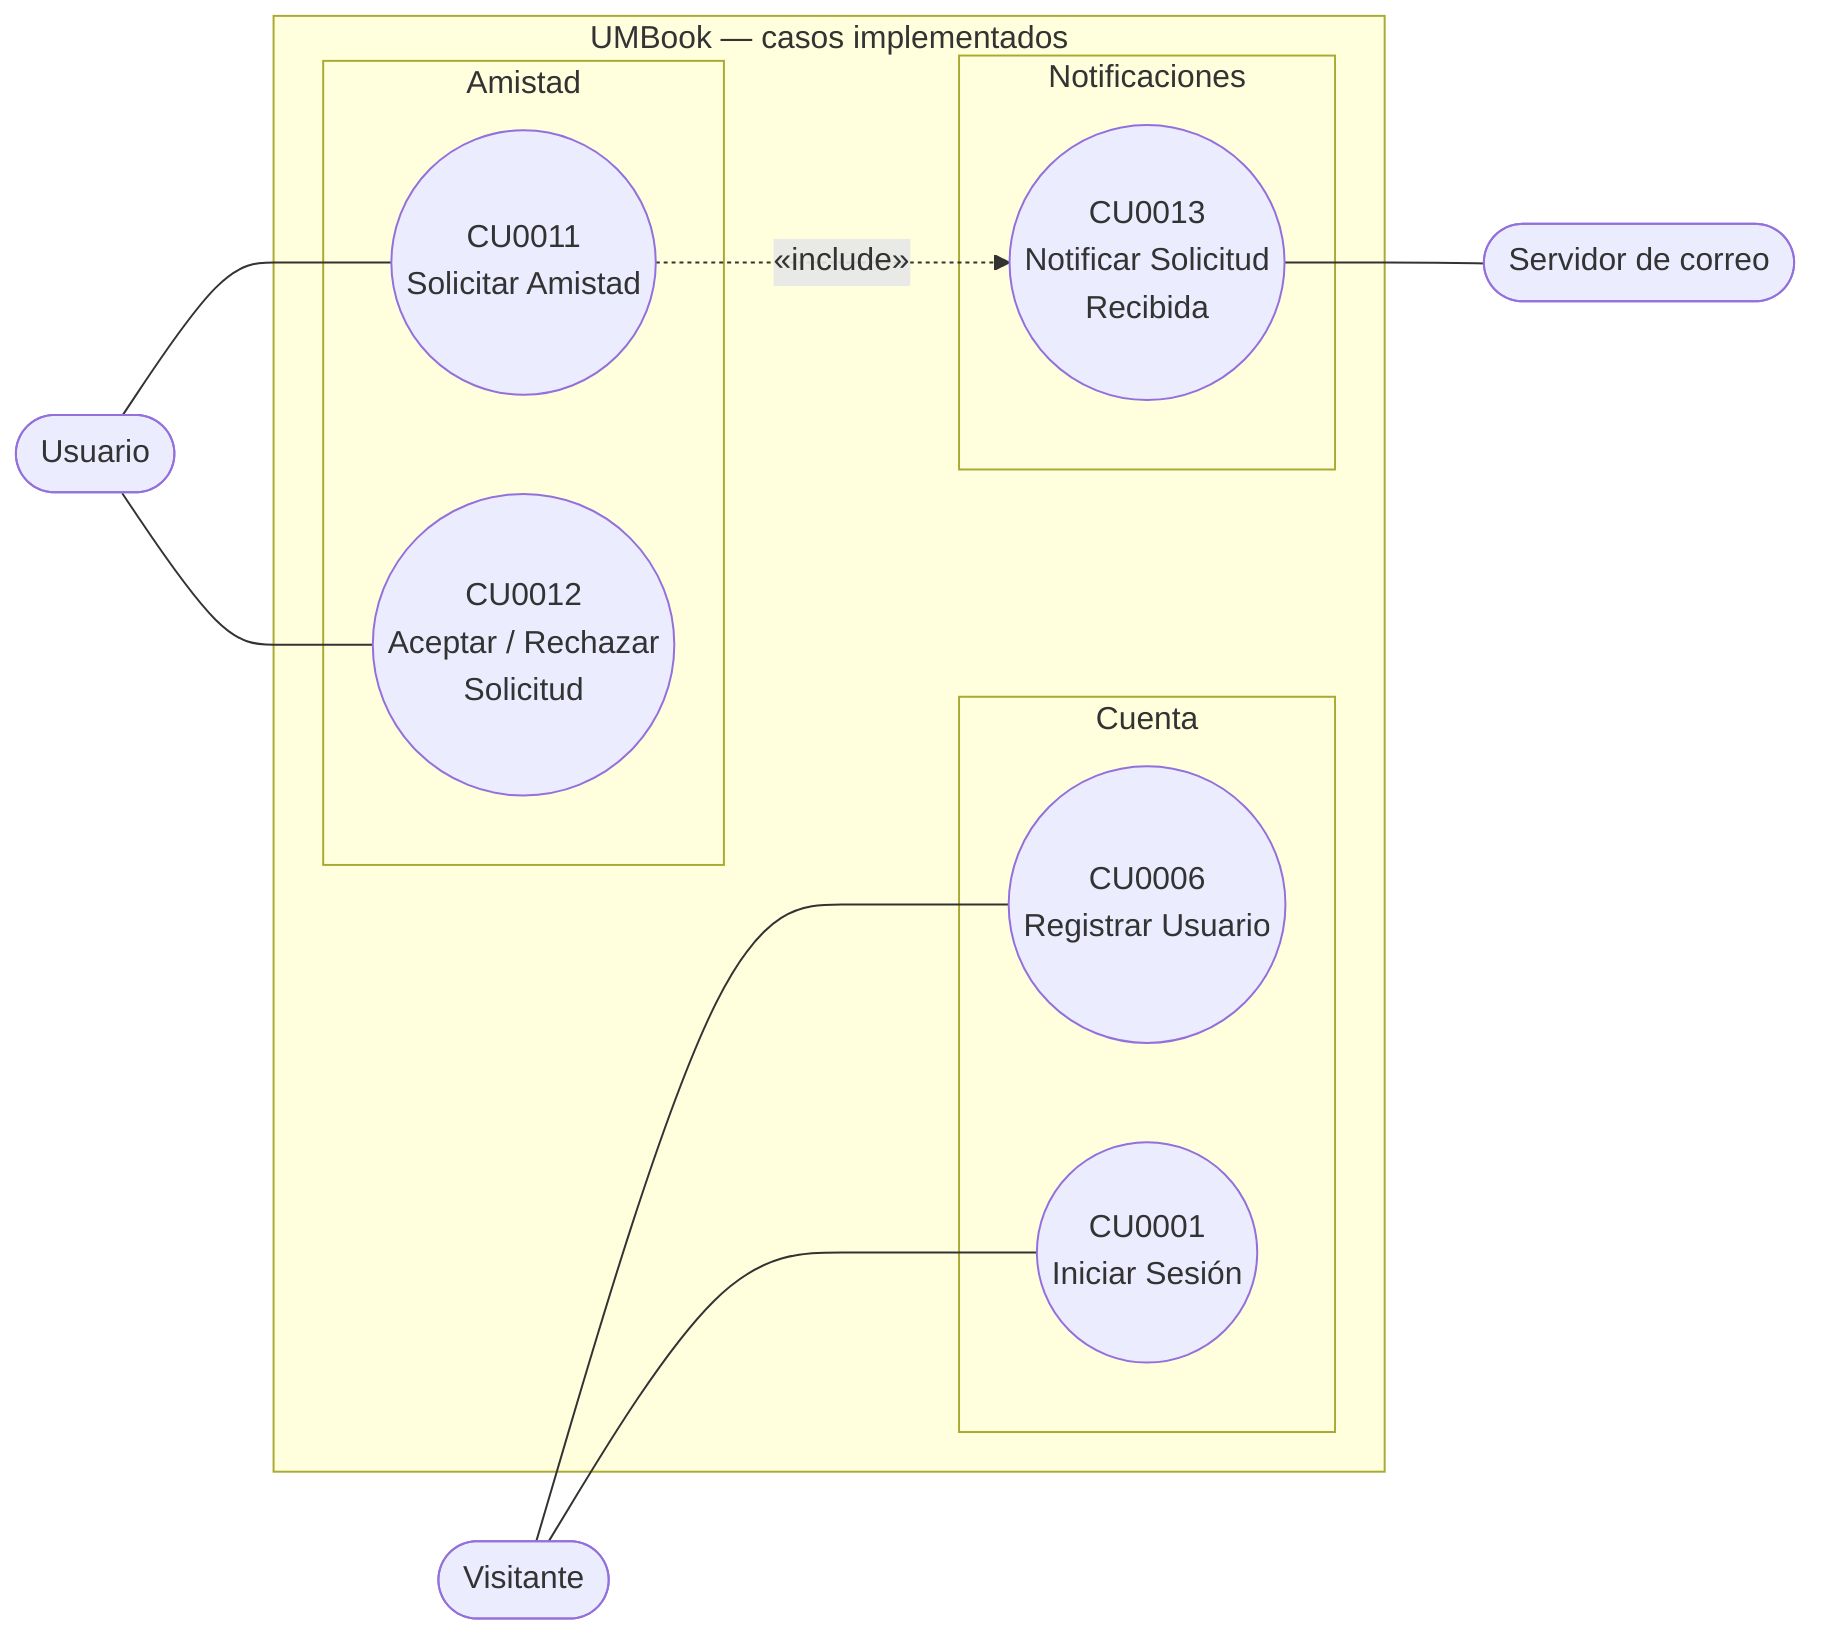 UMBook — casos implementados
Amistad
Notificaciones
CU0011
Solicitar Amistad
«include»
CU0013
Notificar Solicitud
Recibida
Servidor de correo
Usuario
CU0012
Aceptar / Rechazar
Solicitud
Cuenta
CU0006
Registrar Usuario
CU0001
Iniciar Sesión
Visitante